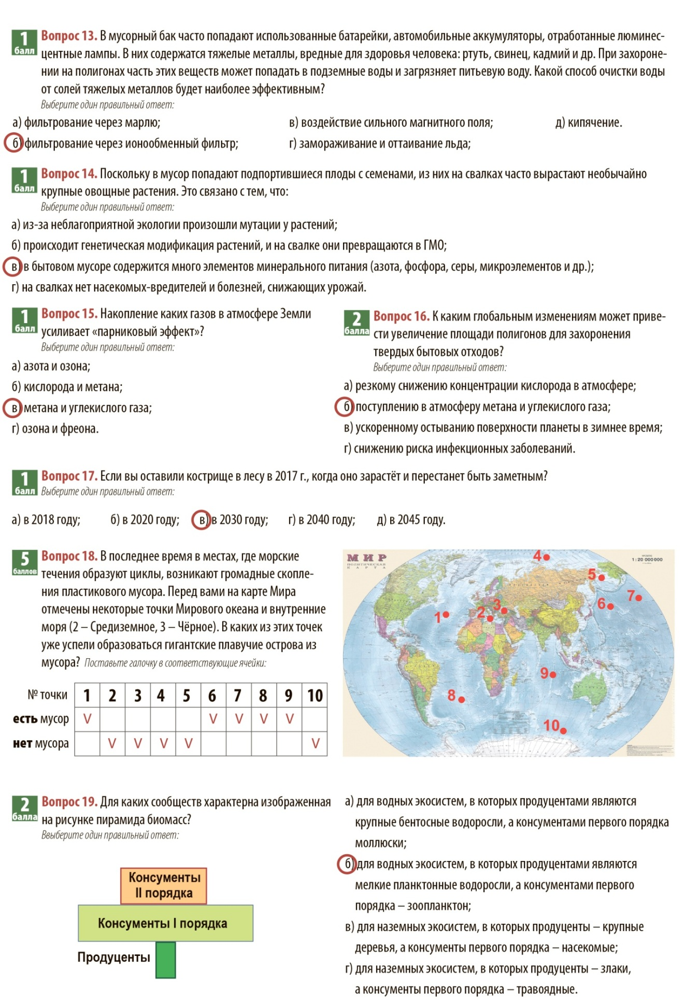 1
балл
Вопрос 13. В мусорный бак часто попадают использованные батарейки, автомобильные аккумуляторы, отработанные люминес-
центные лампы. В них содержатся тяжелые металлы, вредные для здоровья человека: ртуть, свинец, кадмий и др. При захороне-
нии на полигонах часть этих веществ может попадать в подземные воды и загрязняет питьевую воду. Какой способ очистки воды
от солей тяжелых металлов будет наиболее эффективным?
Выберите один правильный ответ:
а) фильтрование через марлю;
в) воздействие сильного магнитного поля;
д) кипячение.
б) фильтрование через ионообменный фильтр;
г) замораживание и оттаивание льда;
1
балл
Вопрос 14. Поскольку в мусор попадают подпортившиеся плоды с семенами, из них на свалках часто вырастают необычайно
крупные овощные растения. Это связано с тем, что:
Выберите один правильный ответ:
а) из-за неблагоприятной экологии произошли мутации у растений;
б) происходит генетическая модификация растений, и на свалке они превращаются в ГМО;
в) в бытовом мусоре содержится много элементов минерального питания (азота, фосфора, серы, микроэлементов и др.);
г) на свалках нет насекомых-вредителей и болезней, снижающих урожай.
1
балл
Вопрос 15. Накопление каких газов в атмосфере Земли
усиливает «парниковый эффект»?
Выберите один правильный ответ:
а) азота и озона;
б) кислорода и метана;
в) метана и углекислого газа;
г) озона и фреона.
2
балла
Вопрос 16. К каким глобальным изменениям может приве-
сти увеличение площади полигонов для захоронения
твердых бытовых отходов?
Выберите один правильный ответ:
а) резкому снижению концентрации кислорода в атмосфере;
б) поступлению в атмосферу метана и углекислого газа;
в) ускоренному остыванию поверхности планеты в зимнее время;
г) снижению риска инфекционных заболеваний.
1
балл
Вопрос 17. Если вы оставили кострище в лесу в 2017 г., когда оно зарастёт и перестанет быть заметным?
Выберите один правильный ответ:
а) в 2018 году; б) в 2020 году; в) в 2030 году; г) в 2040 году; д) в 2045 году.
5
баллов
Вопрос 18. В последнее время в местах, где морские
течения образуют циклы, возникают громадные скопле-
ния пластикового мусора. Перед вами на карте Мира
отмечены некоторые точки Мирового океана и внутренние
моря (2 – Средиземное, 3 – Чёрное). В каких из этих точек
уже успели образоваться гигантские плавучие острова из
мусора? Поставьте галочку в соответствующие ячейки:
№ точки 1 2 3 4 5 6 7 8 9 10
есть мусор V V V V V
нет мусора V V V V V
МИР
ПОЛИТИЧЕСКАЯ
КАРТА
1 : 20 000 000
4
5
7
6
3
2
1
9
8
10
2
балла
Вопрос 19. Для каких сообществ характерна изображенная
на рисунке пирамида биомасс?
Ввыберите один правильный ответ:
Консументы
II порядка
Консументы I порядка
Продуценты
а) для водных экосистем, в которых продуцентами являются
крупные бентосные водоросли, а консументами первого порядка
моллюски;
б) для водных экосистем, в которых продуцентами являются
мелкие планктонные водоросли, а консументами первого
порядка – зоопланктон;
в) для наземных экосистем, в которых продуценты – крупные
деревья, а консументы первого порядка – насекомые;
г) для наземных экосистем, в которых продуценты – злаки,
а консументы первого порядка – травоядные.